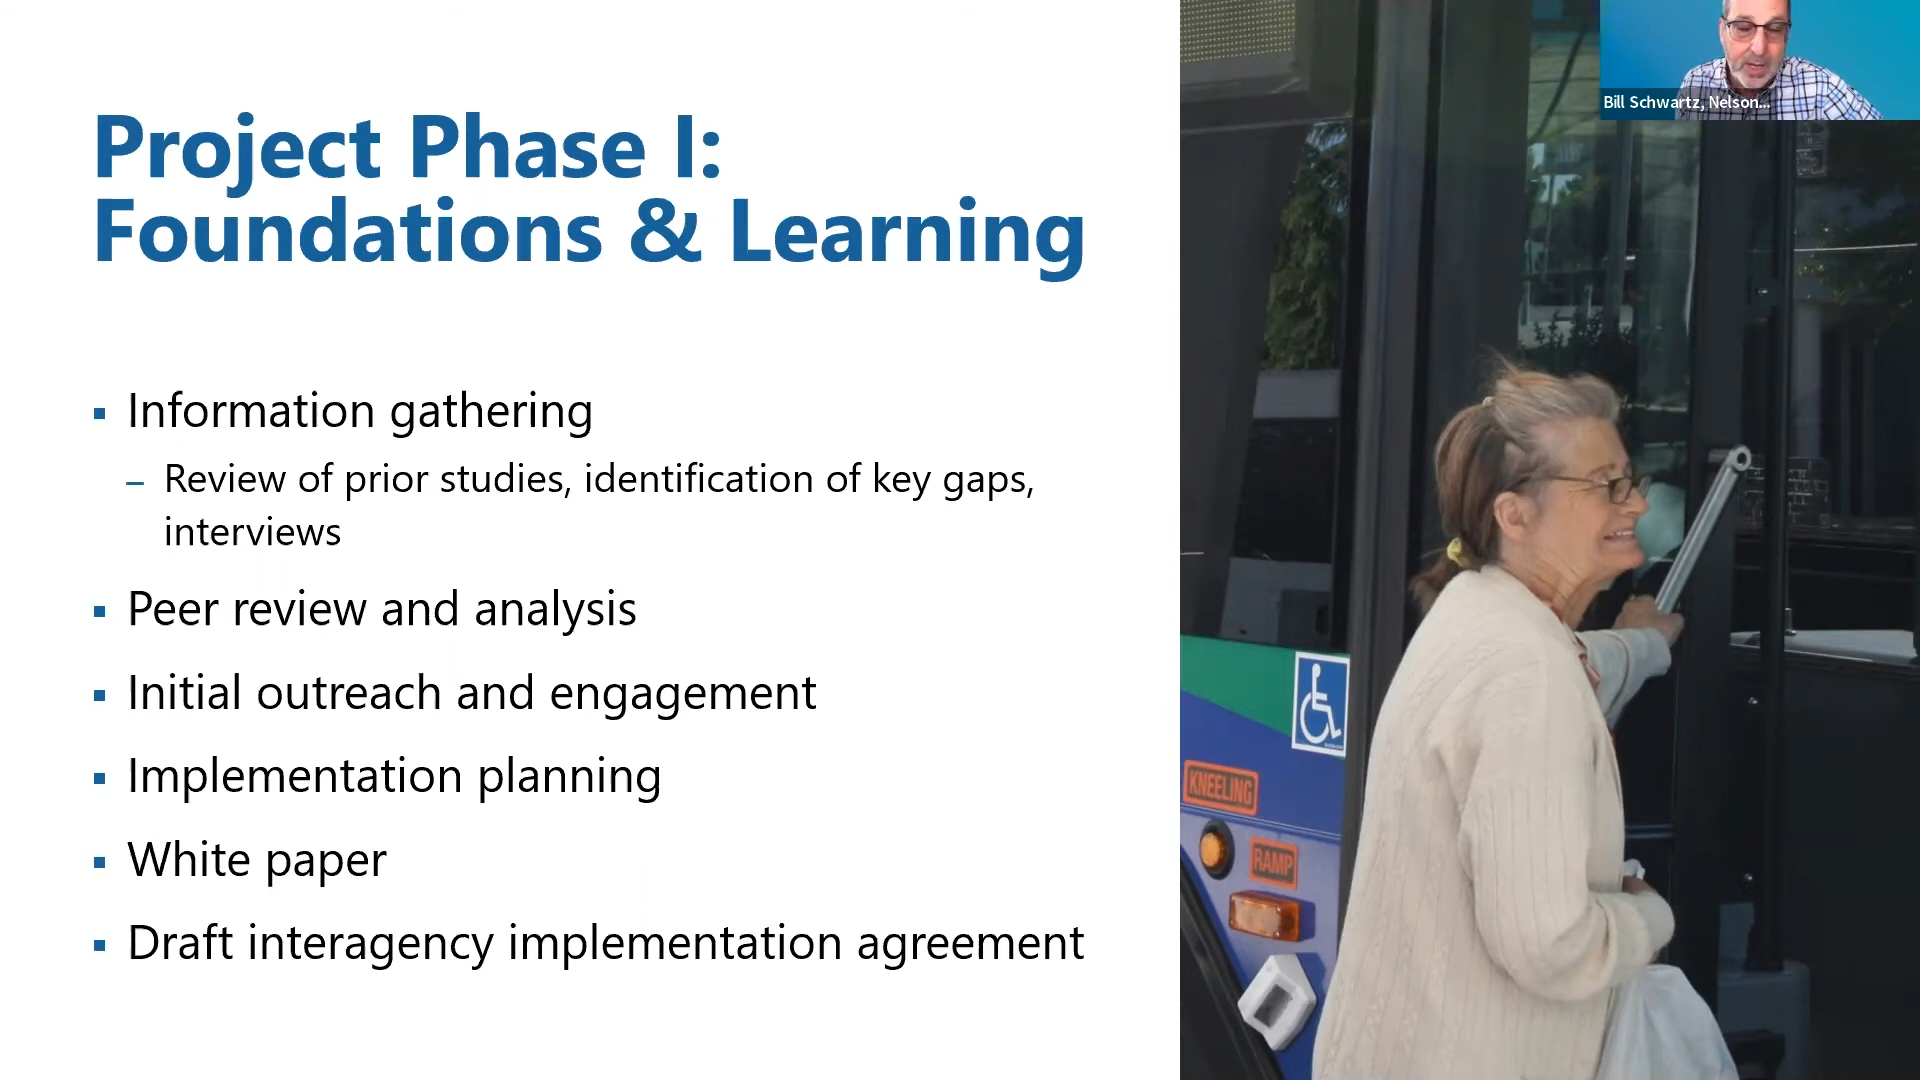 Project Phase I:
Foundations & Learning
▪ Information gathering
– Review of prior studies, identification of key gaps,
interviews
▪ Peer review and analysis
▪ Initial outreach and engagement
▪ Implementation planning
▪ White paper
▪ Draft interagency implementation agreement
Bill Schwartz, Nelson...
KNEELING
RAMP